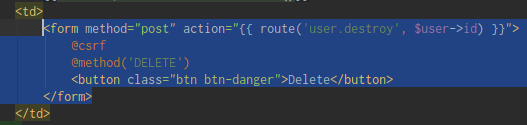 <td>
<form method="post" action="{{ route('user.destroy', $user->id) }}">
@csrf
@method('DELETE')
<button class="btn btn-danger">Delete</button>
</form>
</td>